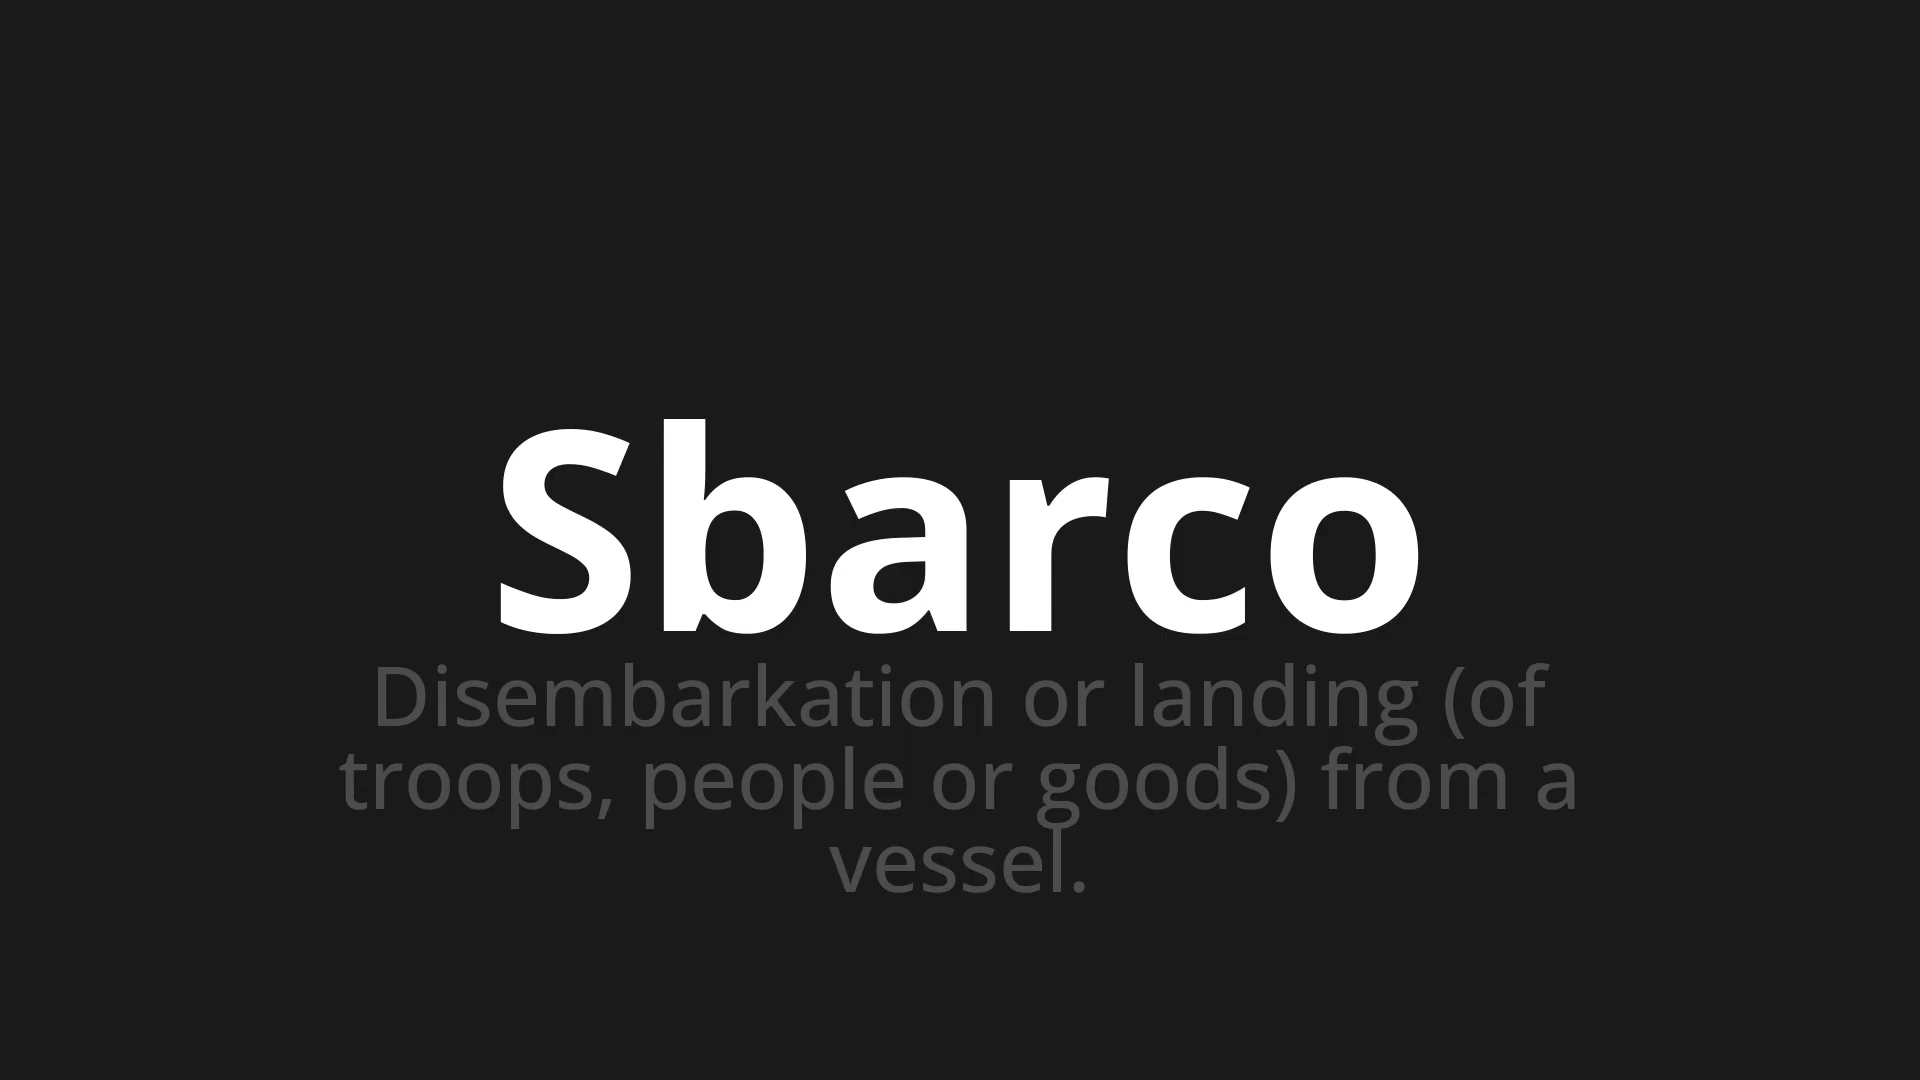 Sbarco
Disembarkation or landing (of
troops, people or goods) from a
vessel.